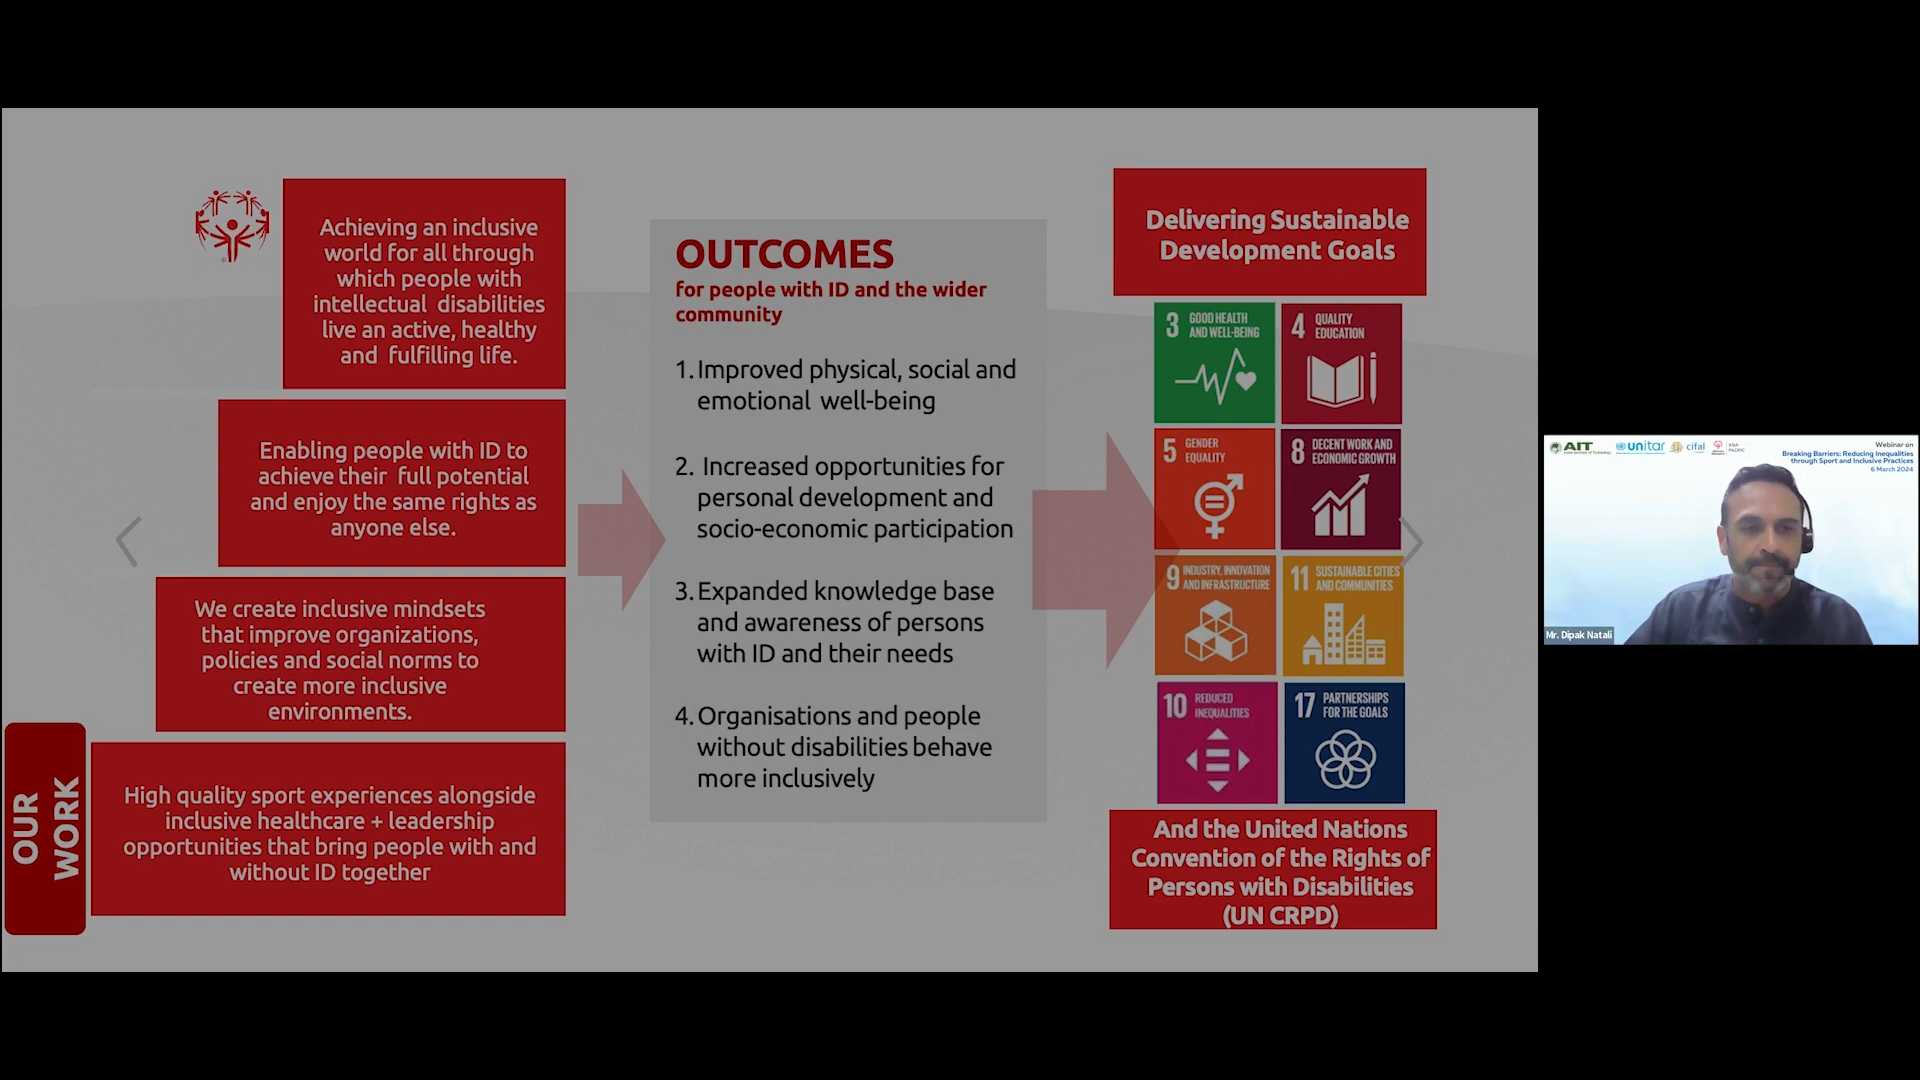 Achieving an inclusive
world for all through
which people with
intellectual disabilities
live an active, healthy
and fulfilling life.
Enabling people with ID to
achieve their full potential
and enjoy the same rights as
anyone else.
We create inclusive mindsets
that improve organizations,
policies and social norms to
create more inclusive
environments.
OUR
WORK
High quality sport experiences alongside
inclusive healthcare + leadership
opportunities that bring people with and
without ID together
OUTCOMES
for people with ID and the wider
community
1. Improved physical, social and
emotional well-being
2. Increased opportunities for
personal development and
socio-economic participation
3. Expanded knowledge base
and awareness of persons
with ID and their needs
4. Organisations and people
without disabilities behave
more inclusively
Delivering Sustainable
Development Goals
3 GOOD HEALTH
AND WELL-BEING
4 QUALITY
EDUCATION
5 GENDER
EQUALITY
8 DECENT WORK AND
ECONOMIC GROWTH
9 INDUSTRY, INNOVATION
AND INFRASTRUCTURE
11 SUSTAINABLE CITIES
AND COMMUNITIES
10 REDUCED
INEQUALITIES
17 PARTNERSHIPS
FOR THE GOALS
And the United Nations
Convention of the Rights of
Persons with Disabilities
(UN CRPD)
AIT
unitar
cifal
ASIA
PACIFIC
Webinar on
Breaking Barriers: Reducing Inequalities
through Sport and Inclusive Practices
6 March 2024
Mr. Dipak Natali